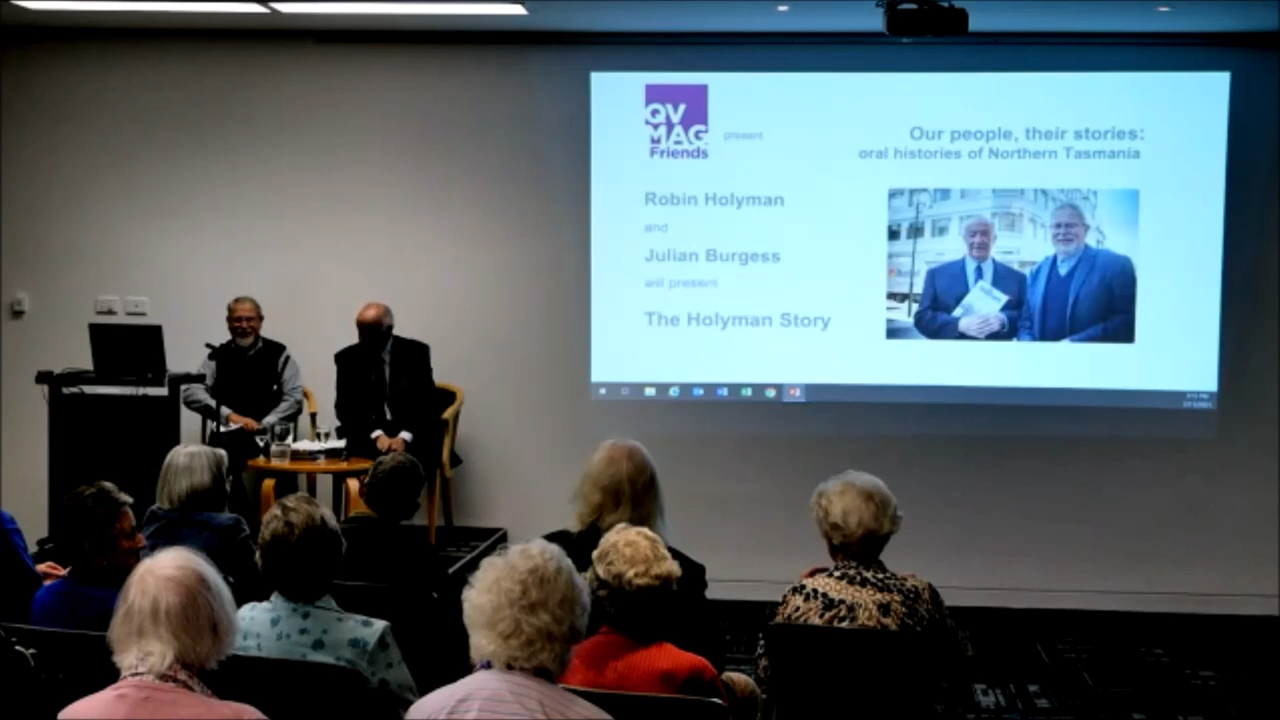 QV
MAG
Friends
present
Our people, their stories:
oral histories of Northern Tasmania
Robin Holyman
and
Julian Burgess
will present
The Holyman Story